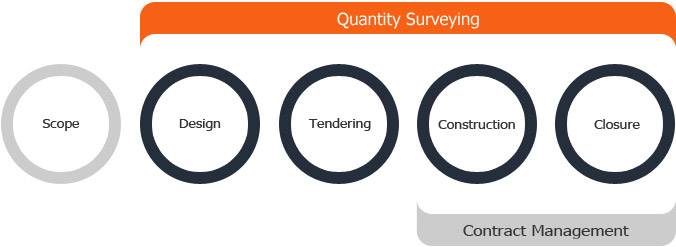 Quantity Surveying
Scope
Design
Tendering
Construction
Closure
Contract Management